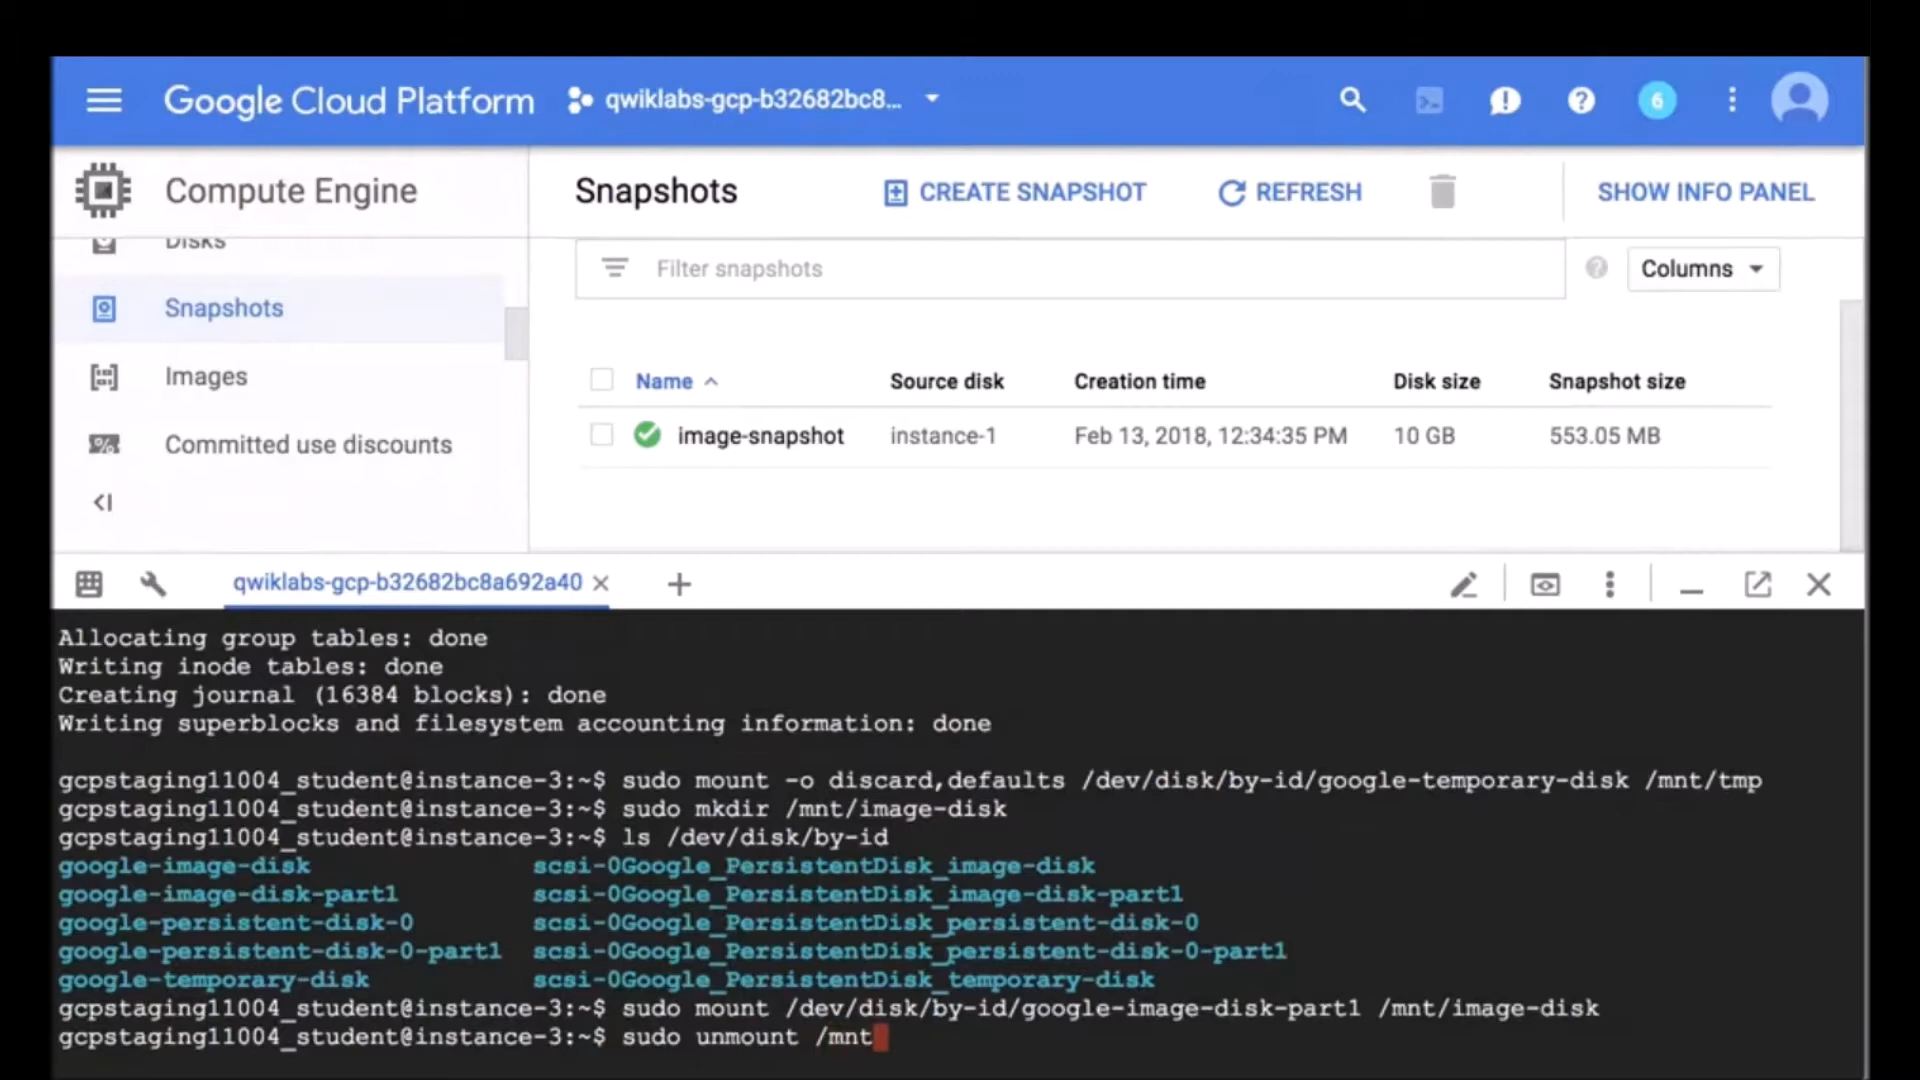 Google Cloud Platform qwiklabs-gcp-b32682bc8... 6
Compute Engine
Snapshots CREATE SNAPSHOT REFRESH SHOW INFO PANEL
Disks
Snapshots
Images
Committed use discounts
Filter snapshots Columns
Name Source disk Creation time Disk size Snapshot size
image-snapshot instance-1 Feb 13, 2018, 12:34:35 PM 10 GB 553.05 MB
qwiklabs-gcp-b32682bc8a692a40
Allocating group tables: done
Writing inode tables: done
Creating journal (16384 blocks): done
Writing superblocks and filesystem accounting information: done
gcpstaging11004_student@instance-3:~$ sudo mount -o discard,defaults /dev/disk/by-id/google-temporary-disk /mnt/tmp
gcpstaging11004_student@instance-3:~$ sudo mkdir /mnt/image-disk
gcpstaging11004_student@instance-3:~$ ls /dev/disk/by-id
google-image-disk scsi-0Google_PersistentDisk_image-disk
google-image-disk-part1 scsi-0Google_PersistentDisk_image-disk-part1
google-persistent-disk-0 scsi-0Google_PersistentDisk_persistent-disk-0
google-persistent-disk-0-part1 scsi-0Google_PersistentDisk_persistent-disk-0-part1
google-temporary-disk scsi-0Google_PersistentDisk_temporary-disk
gcpstaging11004_student@instance-3:~$ sudo mount /dev/disk/by-id/google-image-disk-part1 /mnt/image-disk
gcpstaging11004_student@instance-3:~$ sudo unmount /mnt